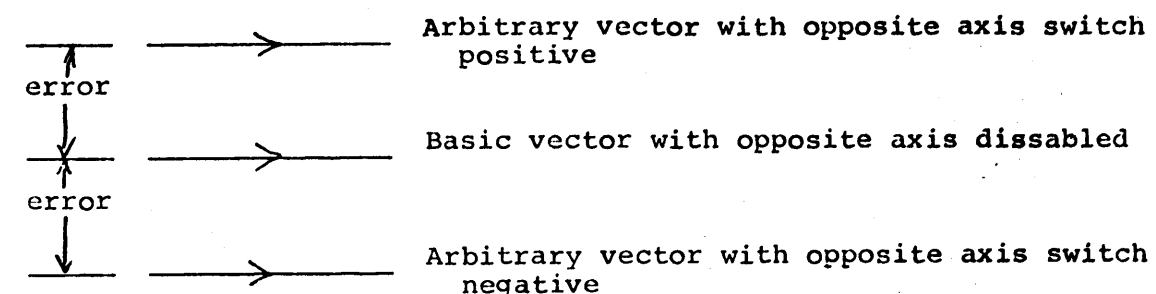 Arbitrary vector with opposite axis switch
positive
error
Basic vector with opposite axis dissabled
error
Arbitrary vector with opposite axis switch
negative